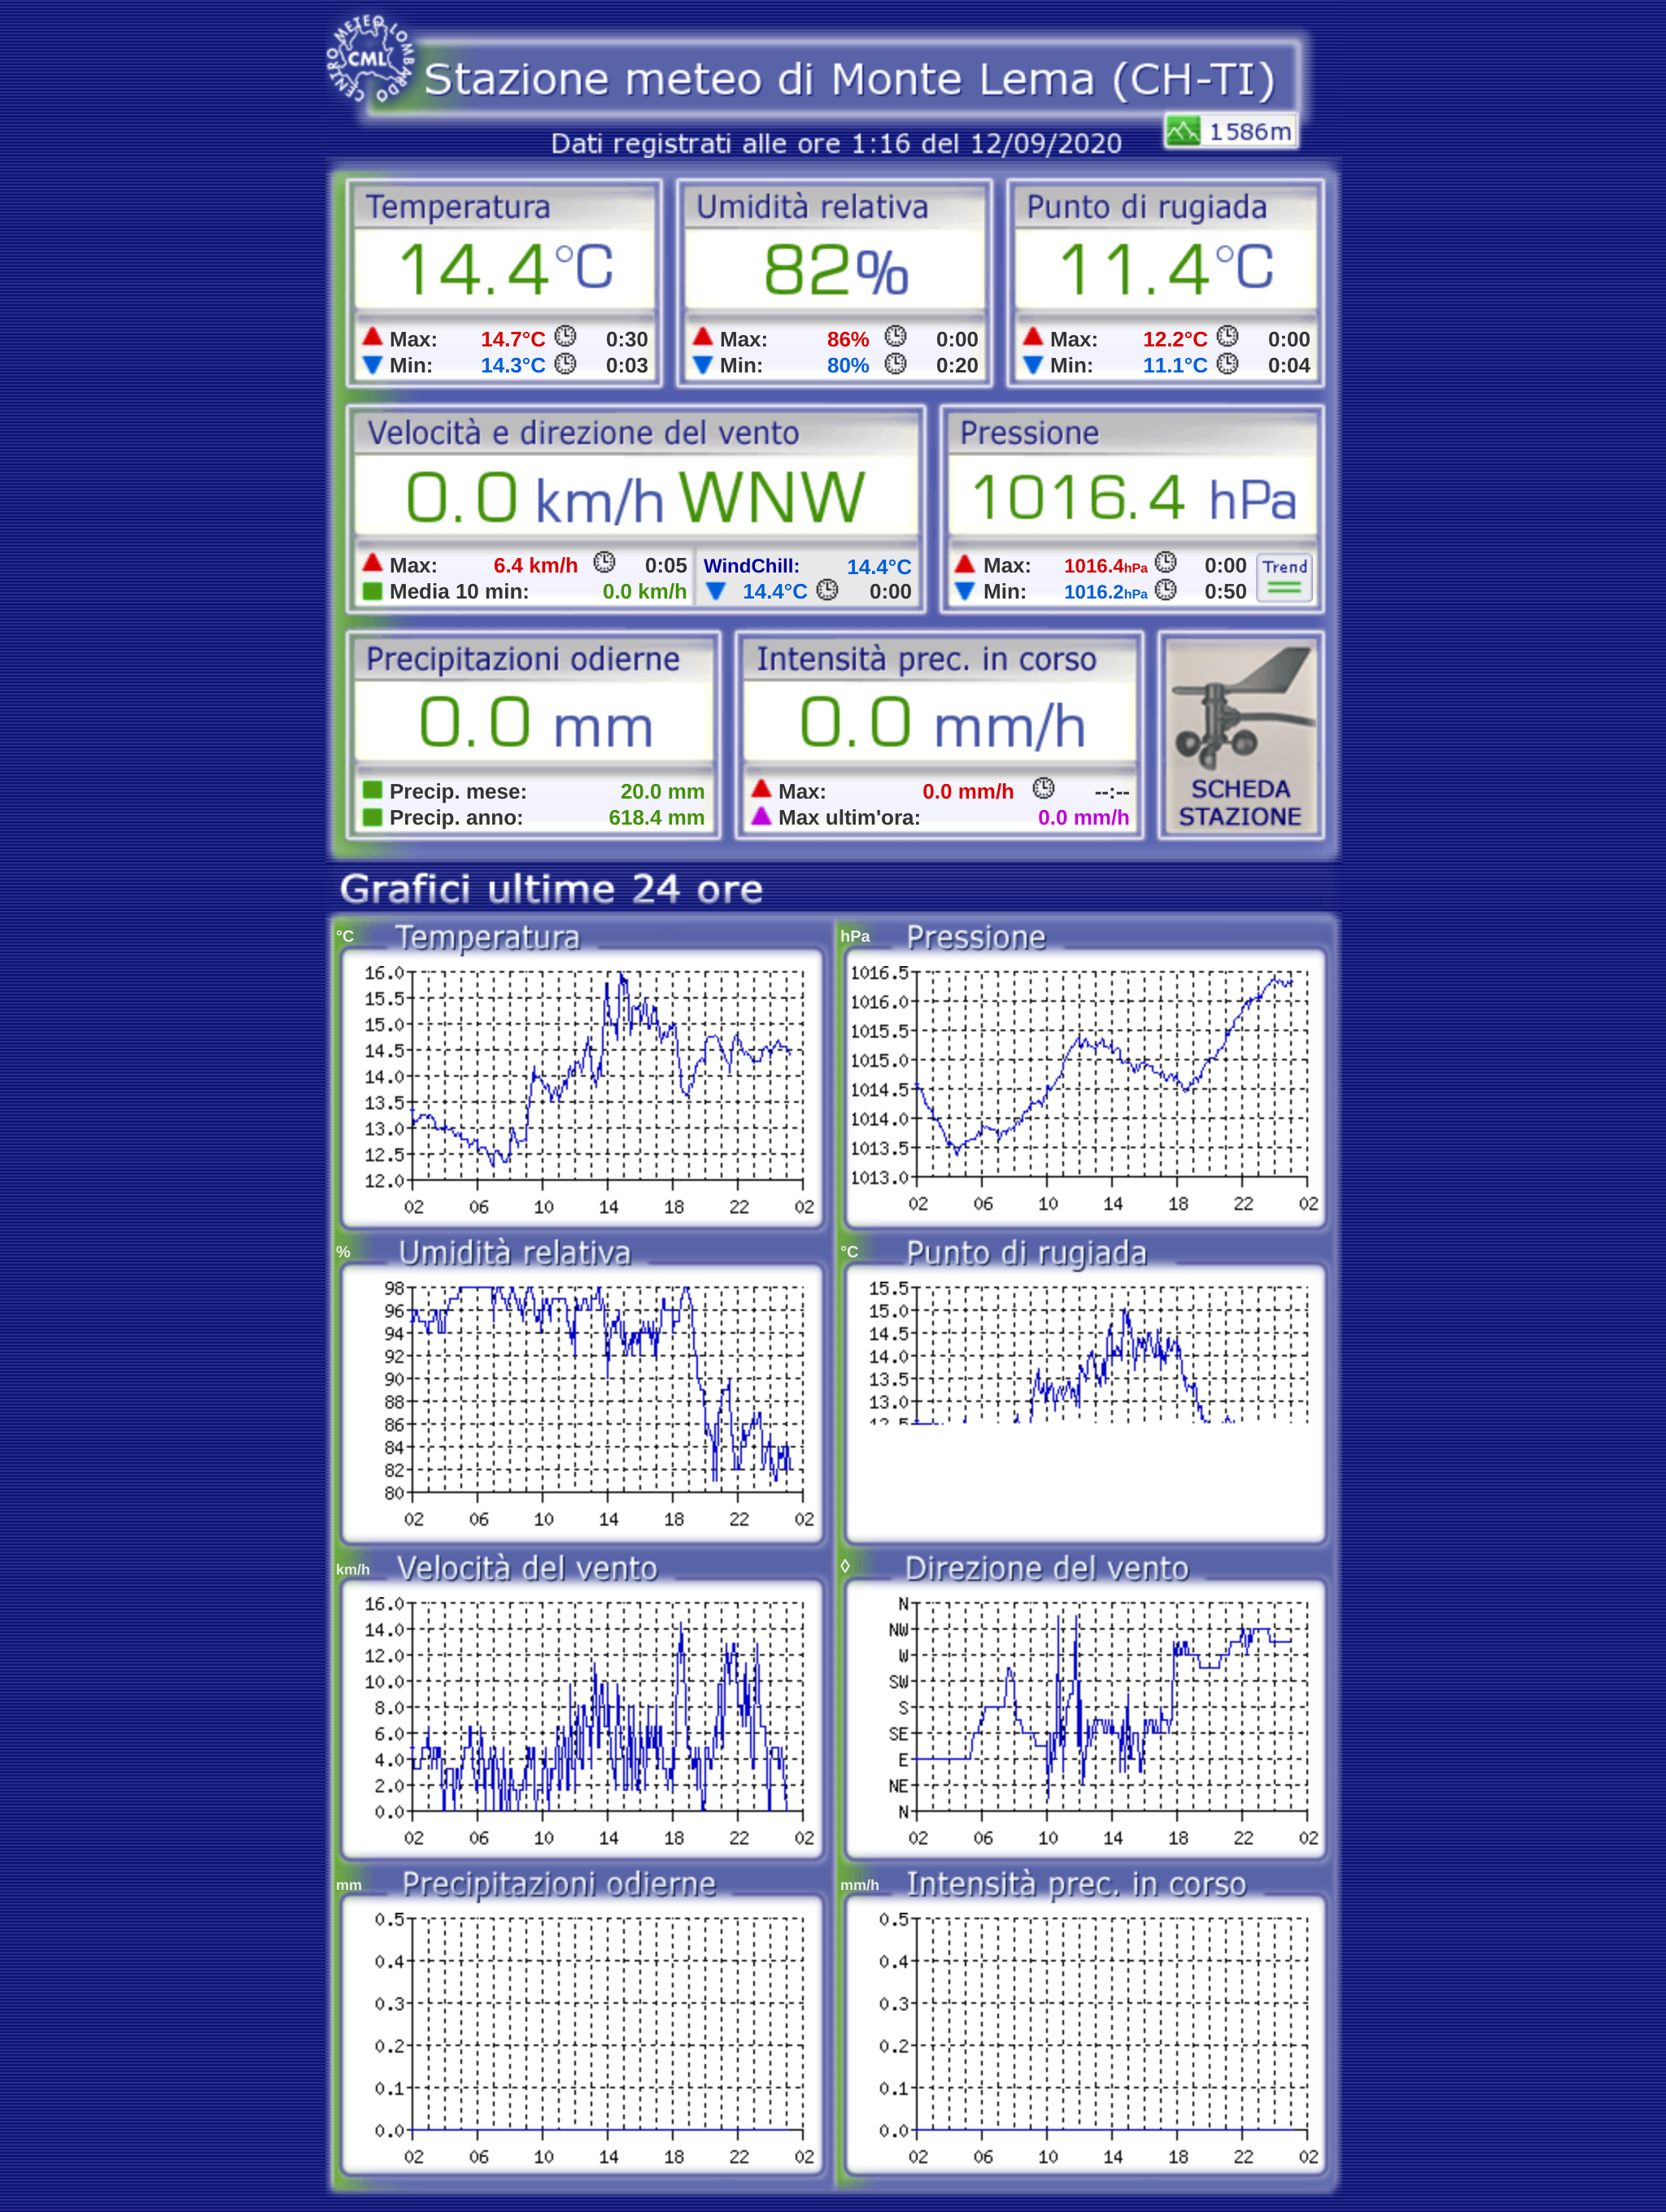 CENTRO METEO LOMBARDO
CML
Stazione meteo di Monte Lema (CH-TI)
1586m
Dati registrati alle ore 1:16 del 12/09/2020
Temperatura
14.4°C
Max: 14.7°C 0:30
Min: 14.3°C 0:03
Umidità relativa
82%
Max: 86% 0:00
Min: 80% 0:20
Punto di rugiada
11.4°C
Max: 12.2°C 0:00
Min: 11.1°C 0:04
Velocità e direzione del vento
0.0 km/h WNW
Max: 6.4 km/h 0:05
Media 10 min: 0.0 km/h
WindChill: 14.4°C
14.4°C 0:00
Pressione
1016.4 hPa
Max: 1016.4hPa 0:00
Min: 1016.2hPa 0:50
Trend
Precipitazioni odierne
0.0 mm
Precip. mese: 20.0 mm
Precip. anno: 618.4 mm
Intensità prec. in corso
0.0 mm/h
Max: 0.0 mm/h --:--
Max ultim'ora: 0.0 mm/h
SCHEDA
STAZIONE
Grafici ultime 24 ore
°C Temperatura
16.0
15.5
15.0
14.5
14.0
13.5
13.0
12.5
12.0
02 06 10 14 18 22 02
hPa Pressione
1016.5
1016.0
1015.5
1015.0
1014.5
1014.0
1013.5
1013.0
02 06 10 14 18 22 02
% Umidità relativa
98
96
94
92
90
88
86
84
82
80
02 06 10 14 18 22 02
°C Punto di rugiada
15.5
15.0
14.5
14.0
13.5
13.0
12.5
km/h Velocità del vento
16.0
14.0
12.0
10.0
8.0
6.0
4.0
2.0
0.0
02 06 10 14 18 22 02
◊ Direzione del vento
N
NW
W
SW
S
SE
E
NE
N
02 06 10 14 18 22 02
mm Precipitazioni odierne
0.5
0.4
0.3
0.2
0.1
0.0
02 06 10 14 18 22 02
mm/h Intensità prec. in corso
0.5
0.4
0.3
0.2
0.1
0.0
02 06 10 14 18 22 02